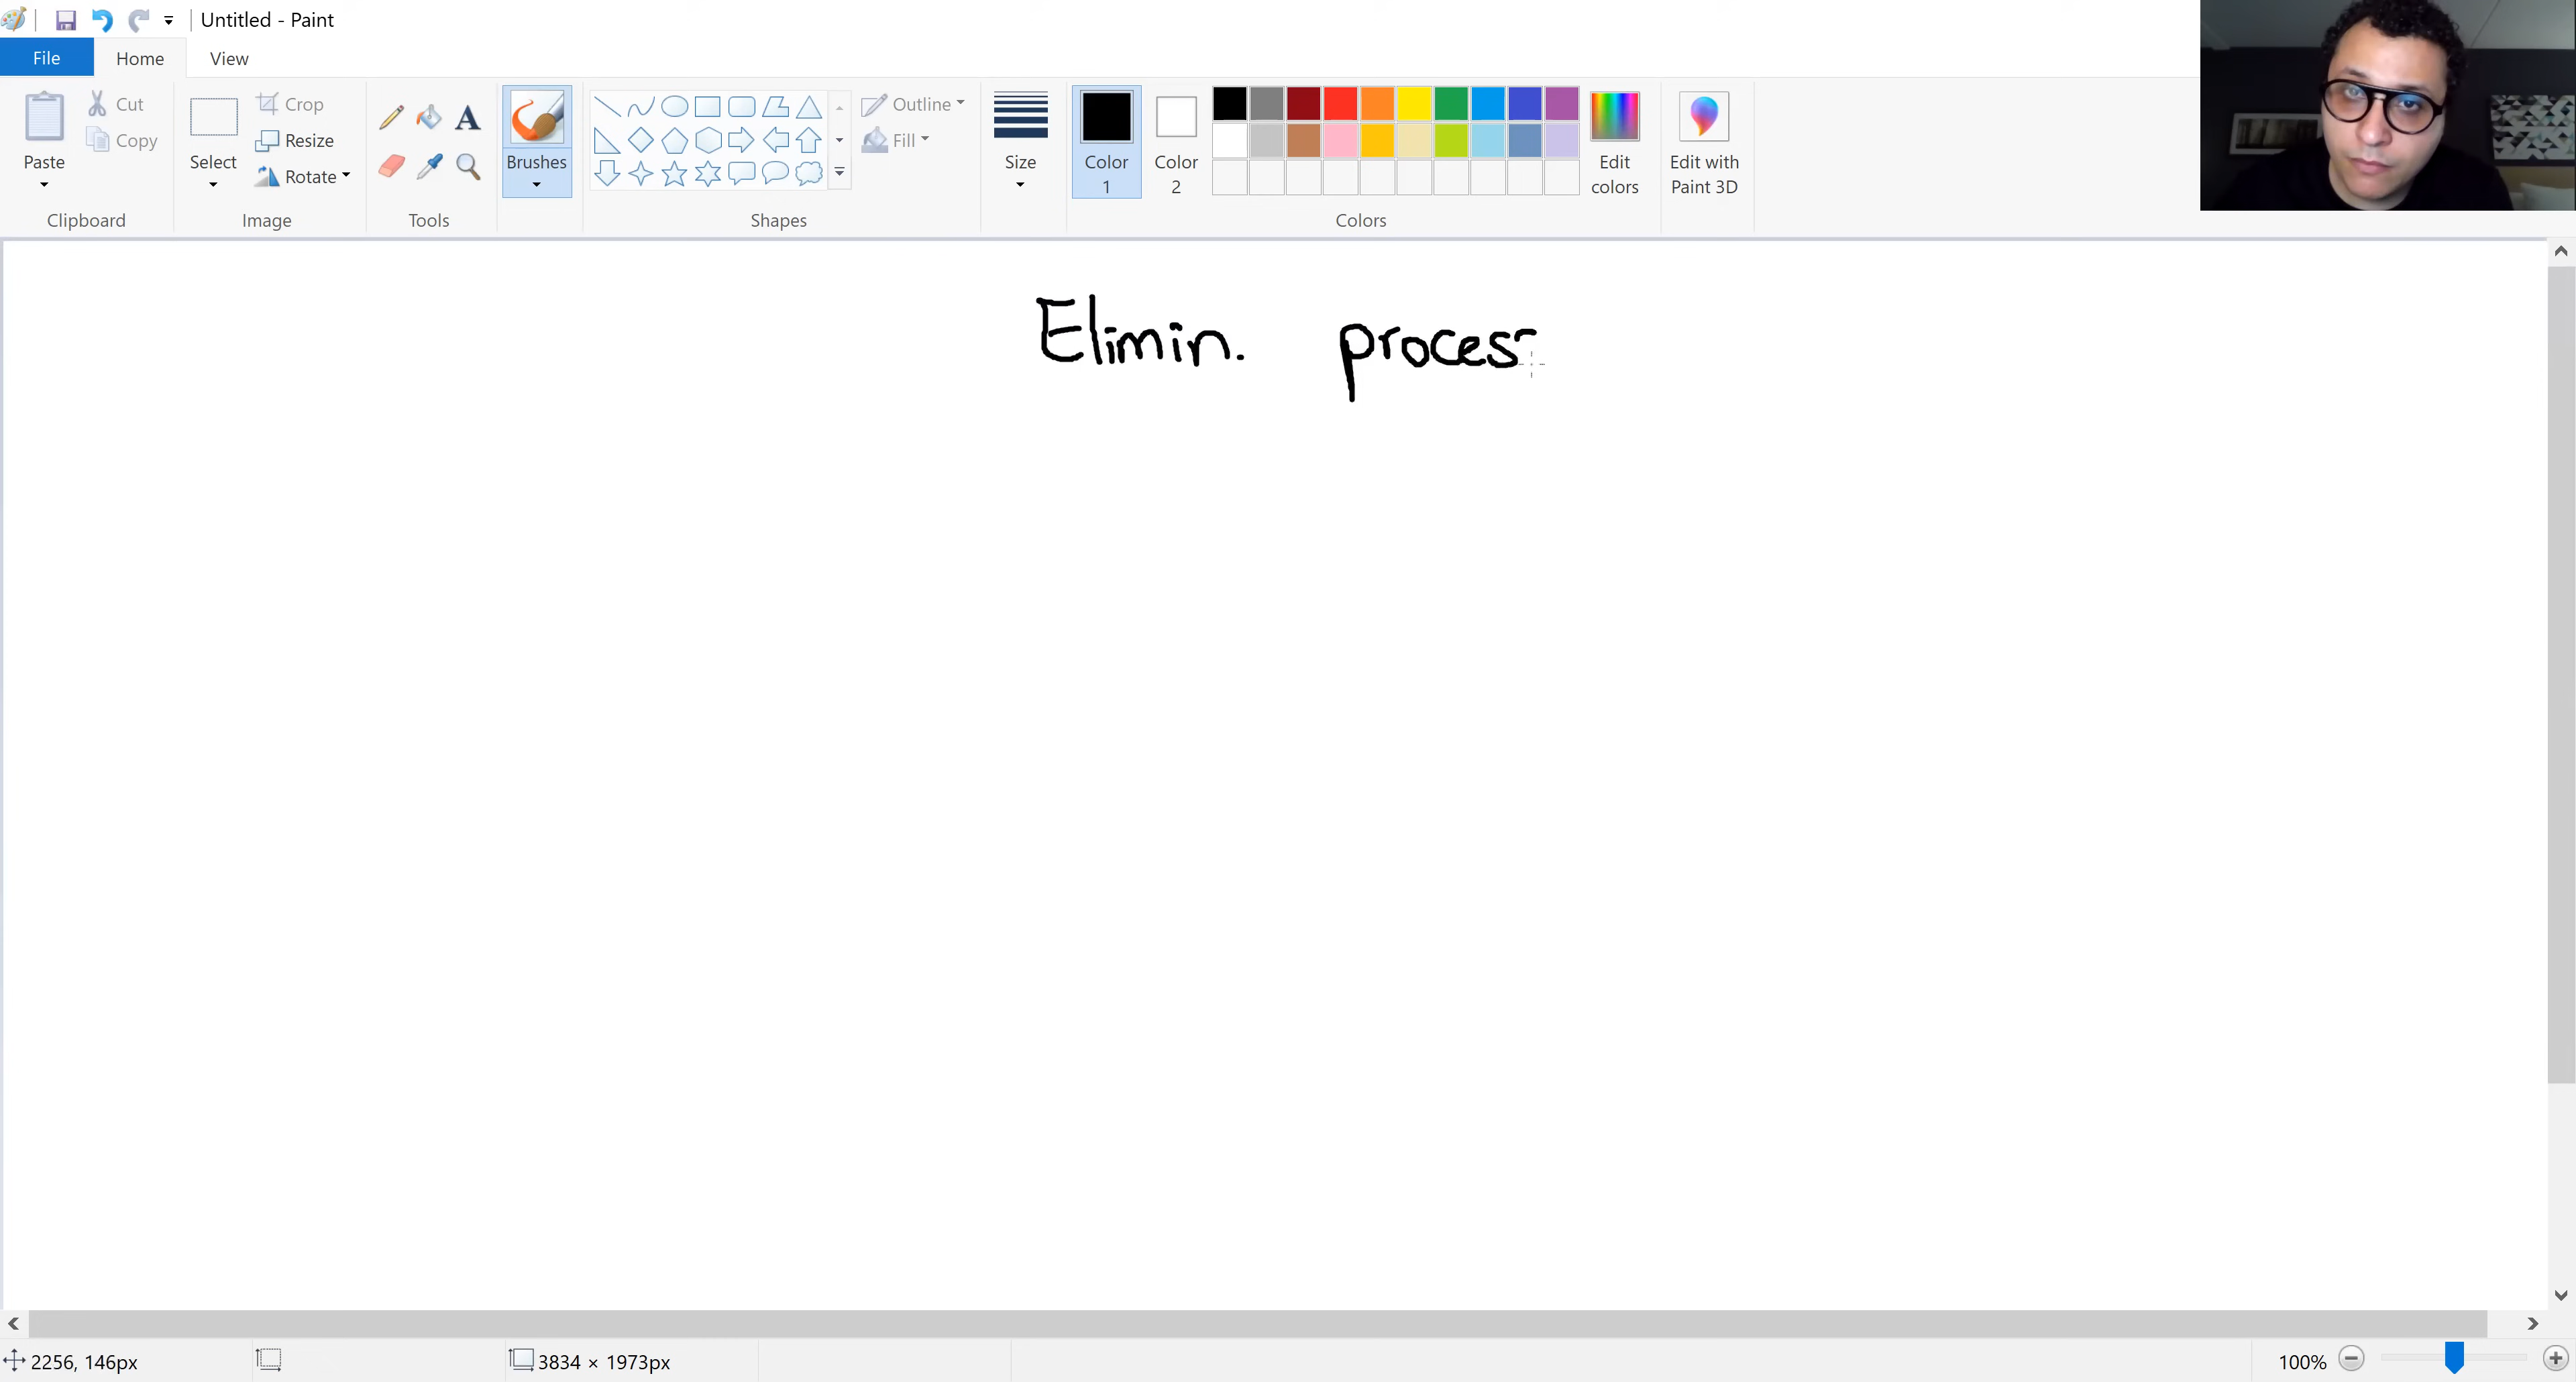 Untitled - Paint
File Home View
Paste
Cut
Copy
Clipboard
Select
Crop
Resize
Rotate
Image
Tools
Brushes
Shapes
Outline
Fill
Size
Color 1
Color 2
Colors
Edit colors
Edit with Paint 3D
Elimin. process
2256, 146px
3834 × 1973px
100%